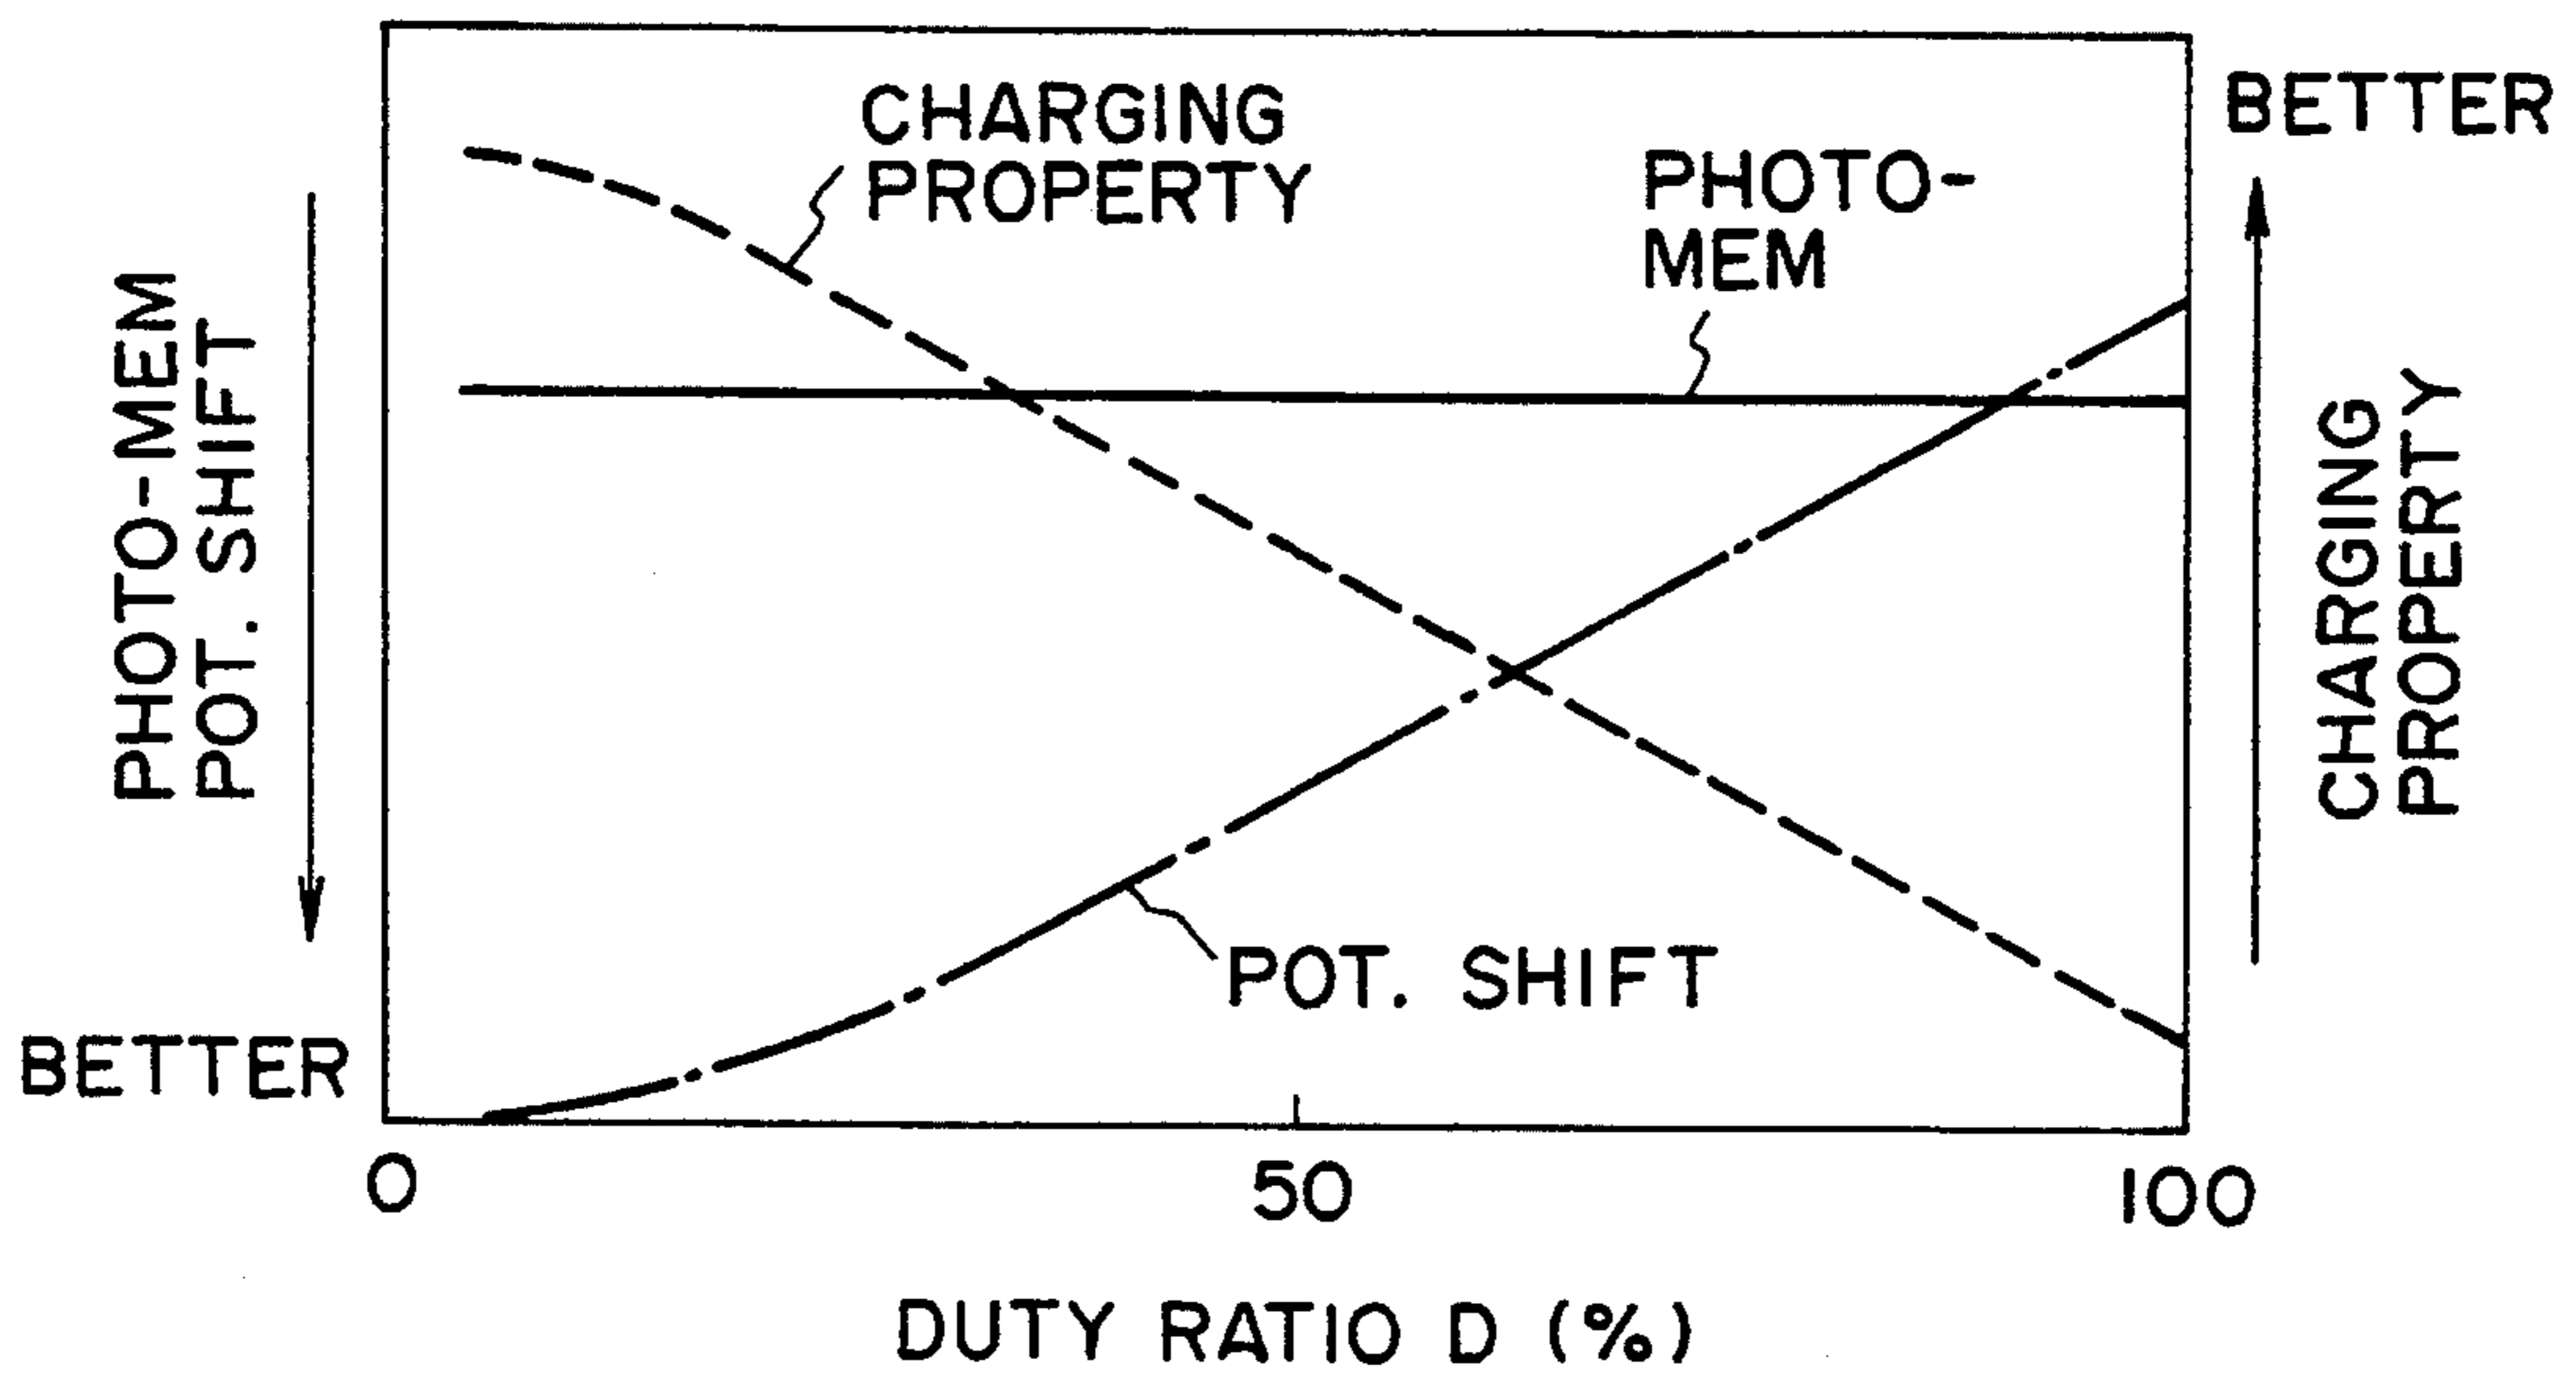 CHARGING
PROPERTY
PHOTO-
MEM
POT. SHIFT
BETTER
PHOTO-MEM
POT. SHIFT
BETTER
CHARGING
PROPERTY
0
50
100
DUTY RATIO D (%)